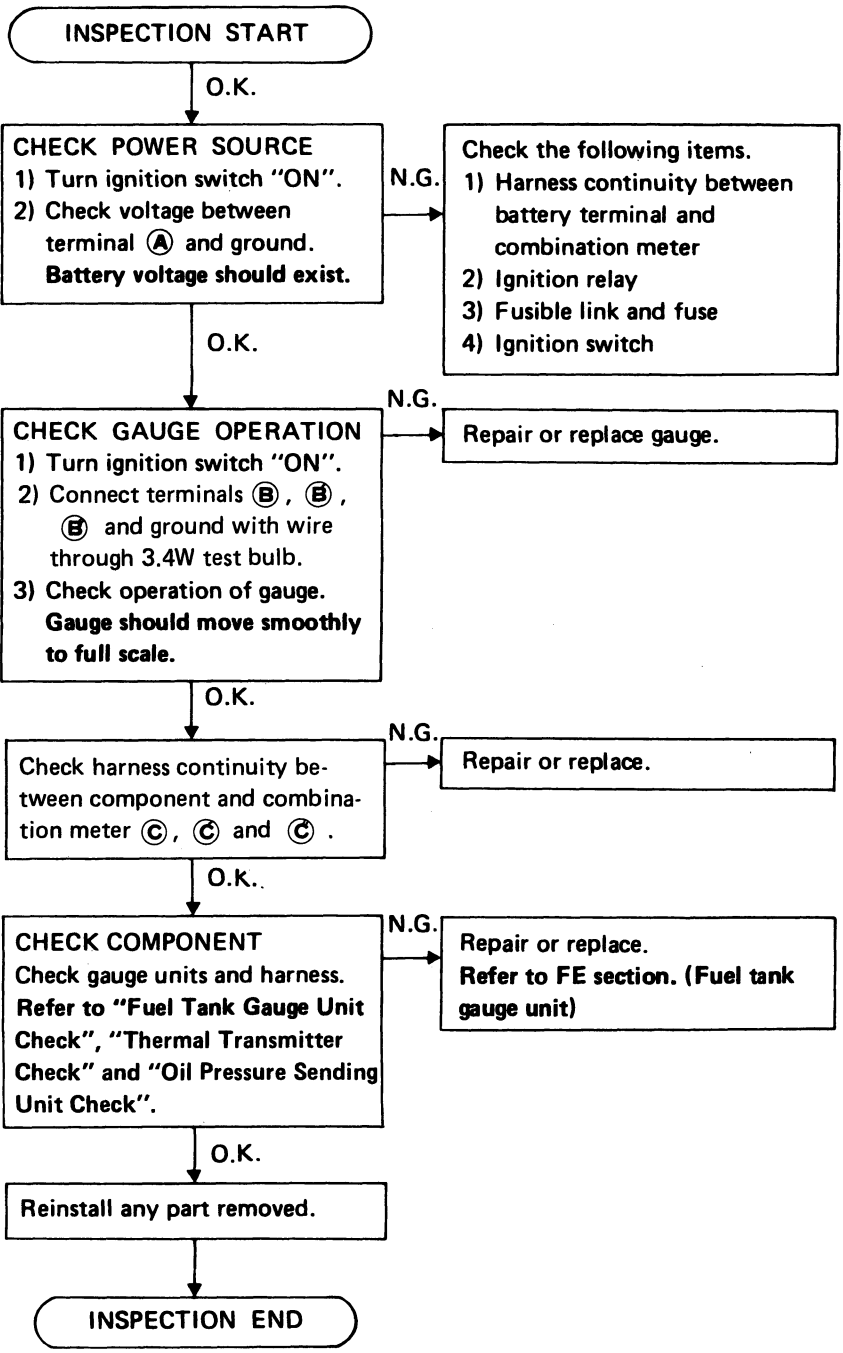 INSPECTION START
O.K.
CHECK POWER SOURCE
1) Turn ignition switch "ON".
2) Check voltage between
terminal Ⓐ and ground.
Battery voltage should exist.
N.G.
Check the following items.
1) Harness continuity between
battery terminal and
combination meter
2) Ignition relay
3) Fusible link and fuse
4) Ignition switch
O.K.
CHECK GAUGE OPERATION
1) Turn ignition switch "ON".
2) Connect terminals Ⓑ, Ⓑ́,
Ⓑ̋ and ground with wire
through 3.4W test bulb.
3) Check operation of gauge.
Gauge should move smoothly
to full scale.
N.G.
Repair or replace gauge.
O.K.
Check harness continuity be-
tween component and combina-
tion meter Ⓒ, Ⓒ́ and Ⓒ̋ .
N.G.
Repair or replace.
O.K.
CHECK COMPONENT
Check gauge units and harness.
Refer to "Fuel Tank Gauge Unit
Check", "Thermal Transmitter
Check" and "Oil Pressure Sending
Unit Check".
N.G.
Repair or replace.
Refer to FE section. (Fuel tank
gauge unit)
O.K.
Reinstall any part removed.
INSPECTION END